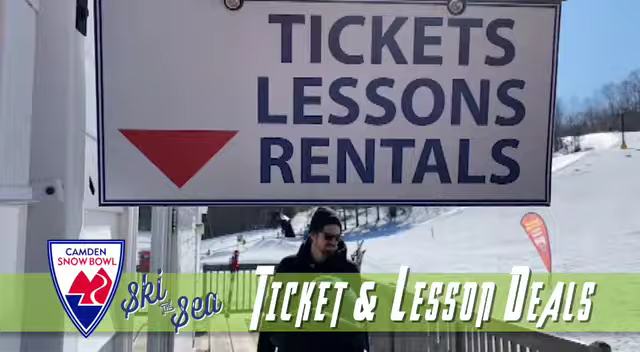 TICKETS
LESSONS
RENTALS
CAMDEN
SNOW BOWL
Ski the Sea
Ticket & Lesson Deals